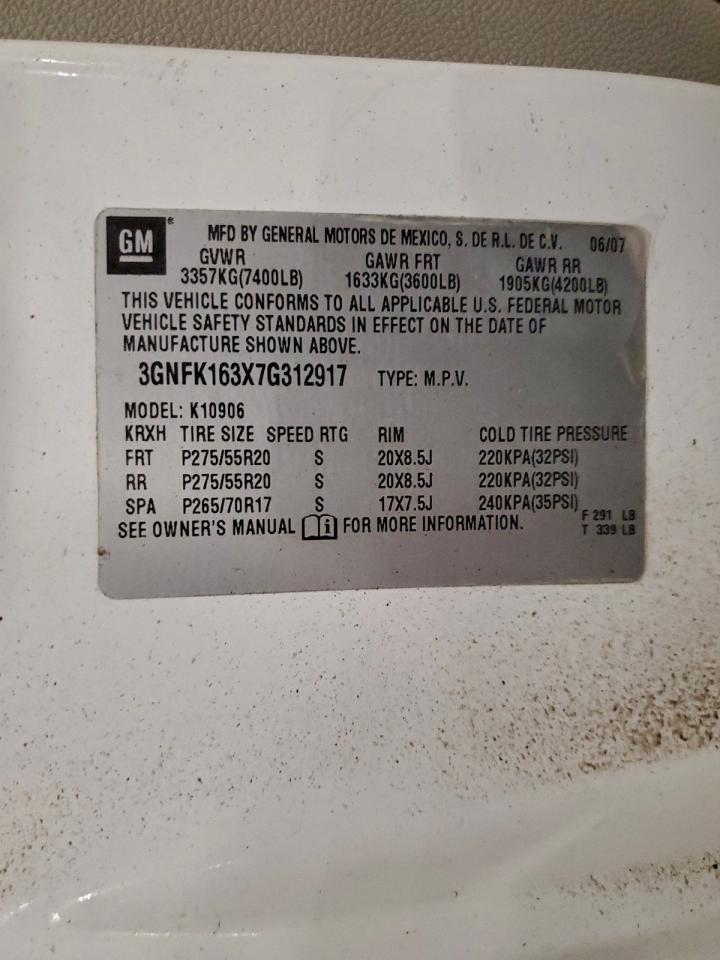 GM® MFD BY GENERAL MOTORS DE MEXICO, S. DE R.L. DE C.V. 06/07
GVWR GAWR FRT GAWR RR
3357KG(7400LB) 1633KG(3600LB) 1905KG(4200LB)
THIS VEHICLE CONFORMS TO ALL APPLICABLE U.S. FEDERAL MOTOR
VEHICLE SAFETY STANDARDS IN EFFECT ON THE DATE OF
MANUFACTURE SHOWN ABOVE.
3GNFK163X7G312917 TYPE: M.P.V.
MODEL: K10906
KRXH TIRE SIZE SPEED RTG RIM COLD TIRE PRESSURE
FRT P275/55R20 S 20X8.5J 220KPA(32PSI)
RR P275/55R20 S 20X8.5J 220KPA(32PSI)
SPA P265/70R17 S 17X7.5J 240KPA(35PSI)
SEE OWNER'S MANUAL i FOR MORE INFORMATION.
F 291 LB
T 339 LB